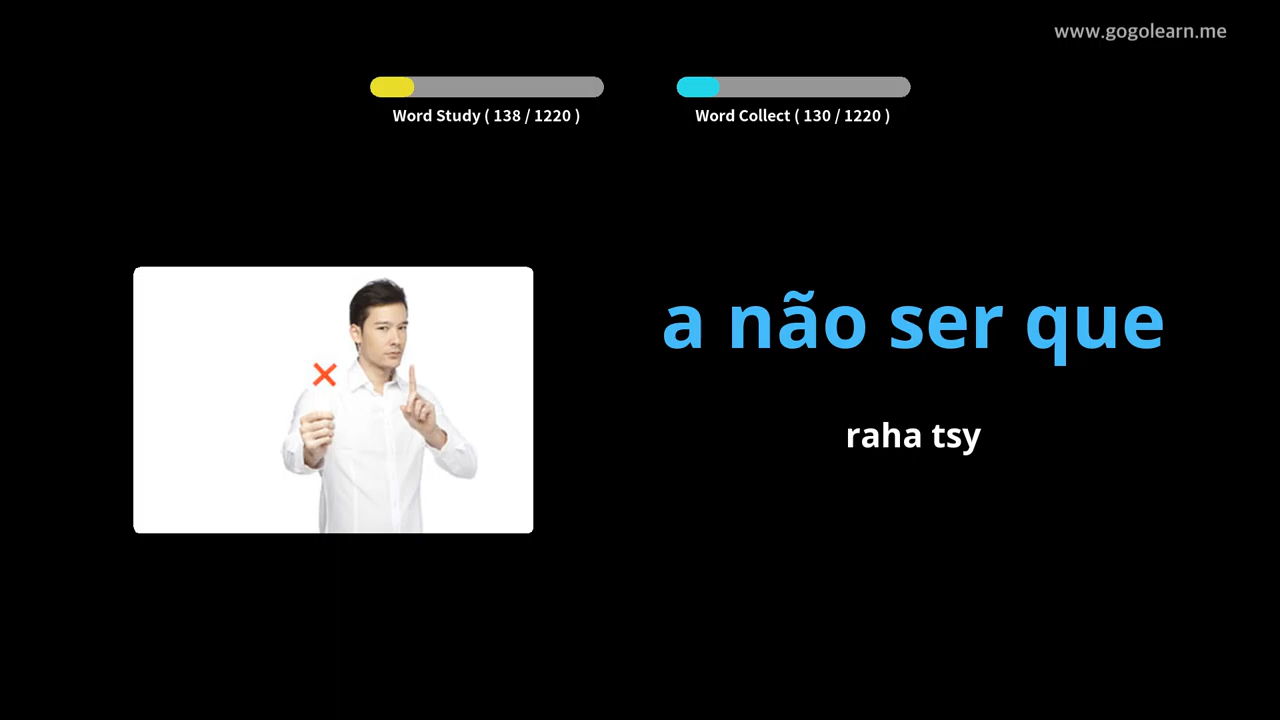 www.gogolearn.me
Word Study ( 138 / 1220 )
Word Collect ( 130 / 1220 )
a não ser que
raha tsy